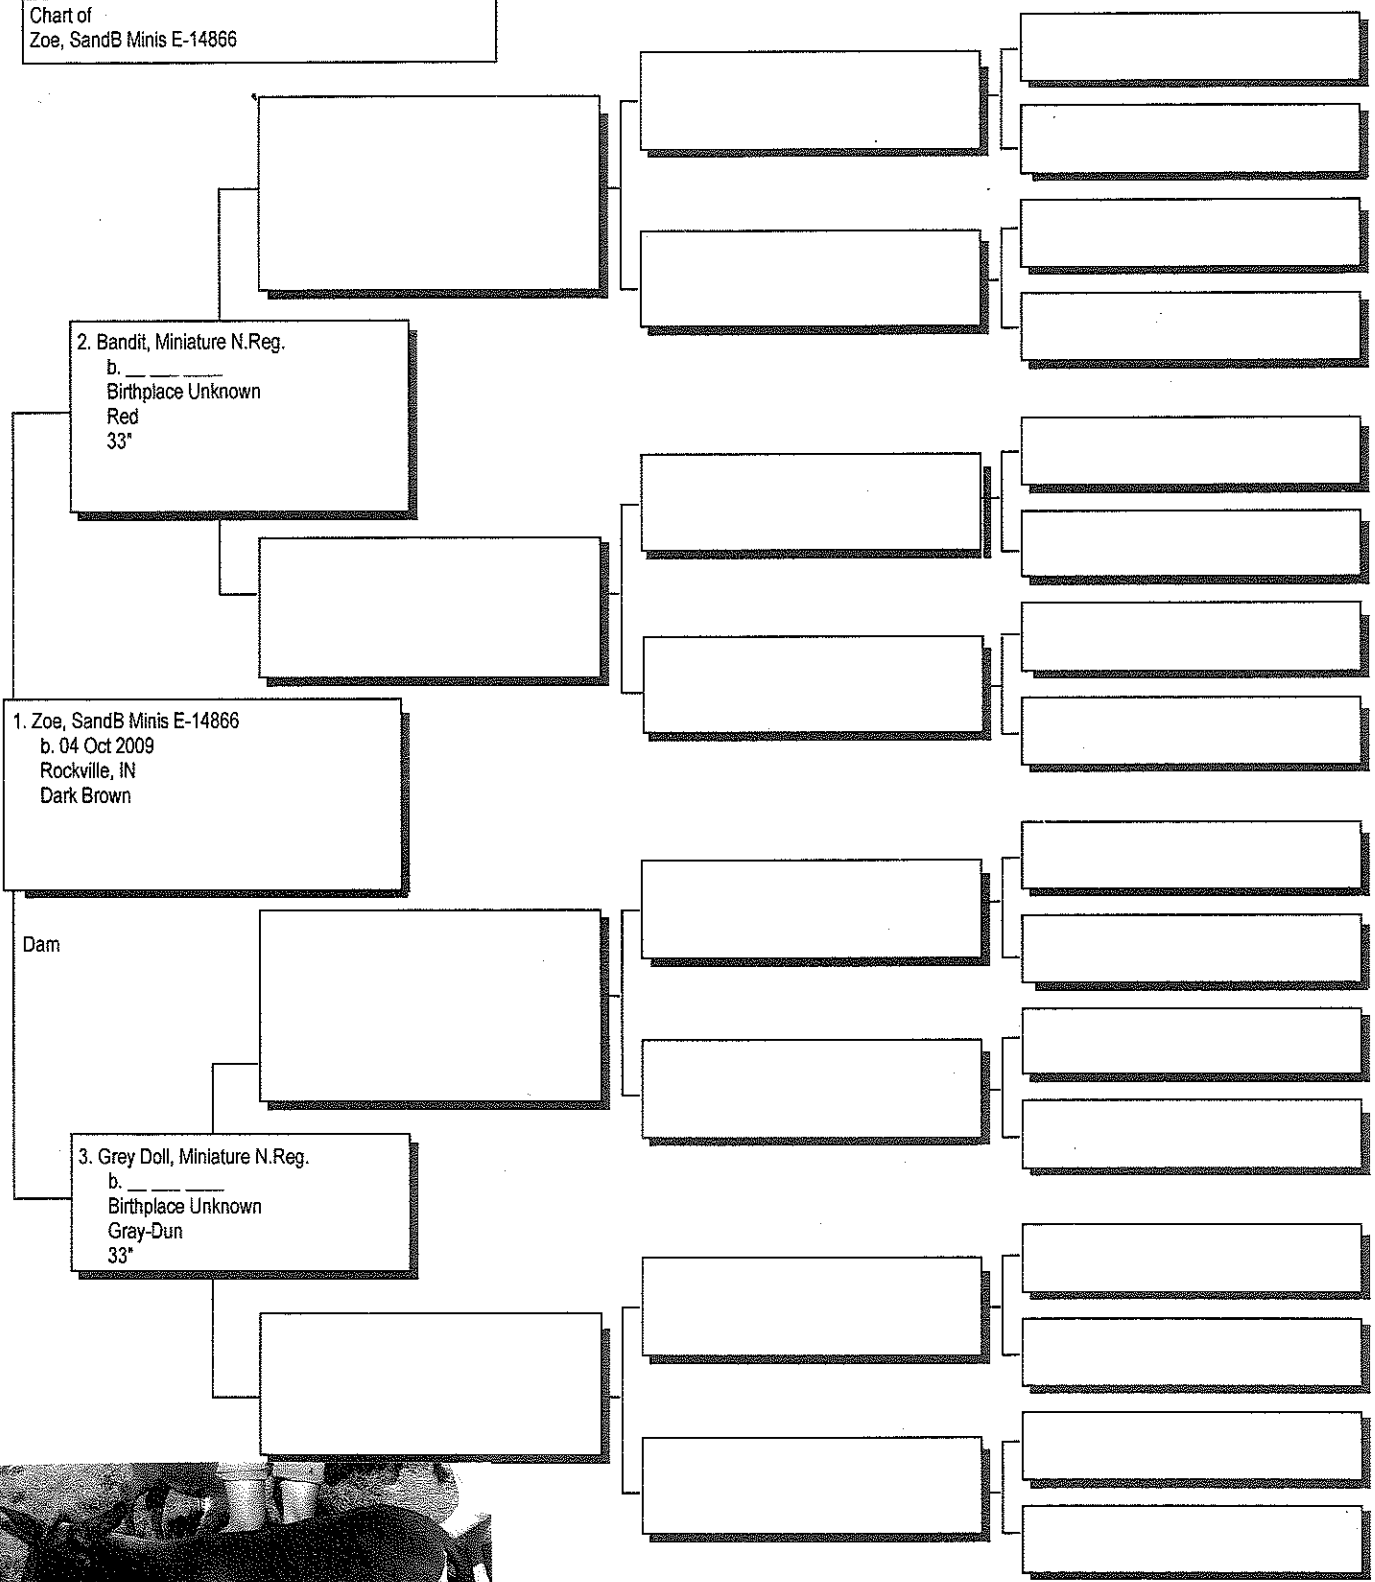 Chart of
Zoe, SandB Minis E-14866
2. Bandit, Miniature N.Reg.
b. __ ___ ____
Birthplace Unknown
Red
33"
1. Zoe, SandB Minis E-14866
b. 04 Oct 2009
Rockville, IN
Dark Brown
Dam
3. Grey Doll, Miniature N.Reg.
b. __ ___ ____
Birthplace Unknown
Gray-Dun
33"